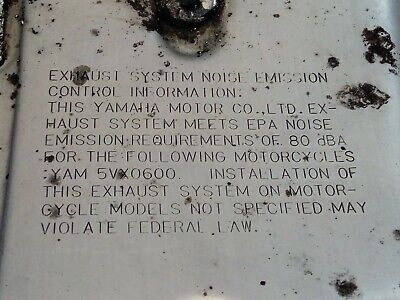 EXHAUST SYSTEM NOISE EMISSION
CONTROL INFORMATION:
THIS YAMAHA MOTOR CO.,LTD. EX-
HAUST SYSTEM MEETS EPA NOISE
EMISSION REQUIREMENTS OF 80 dBA
FOR THE FOLLOWING MOTORCYCLES
:YAM 5VX0600. INSTALLATION OF
THIS EXHAUST SYSTEM ON MOTOR-
CYCLE MODELS NOT SPECIFIED MAY
VIOLATE FEDERAL LAW.